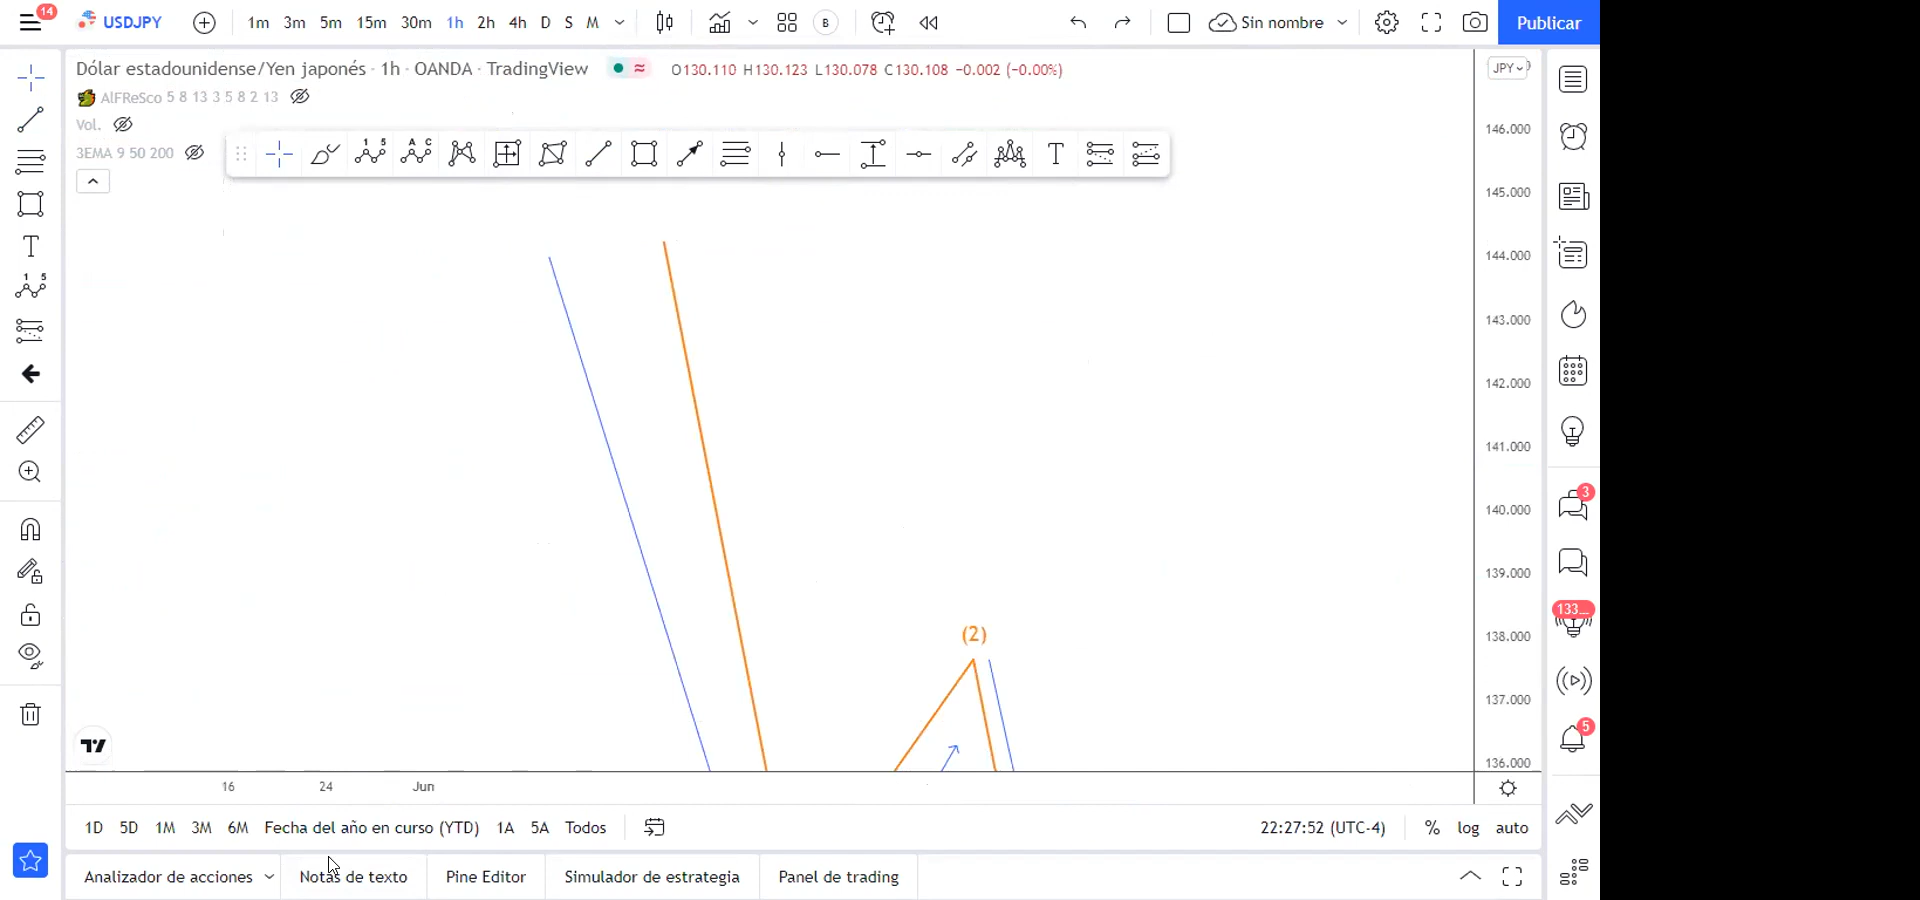 14
USDJPY
1m 3m 5m 15m 30m 1h 2h 4h D S M
B
Sin nombre
Publicar
Dólar estadounidense/Yen japonés · 1h · OANDA · TradingView
O130.110 H130.123 L130.078 C130.108 −0.002 (−0.00%)
JPY
AlFReSco 5 8 13 3 5 8 2 13
Vol.
3EMA 9 50 200
1 5
A C
T
146.000
145.000
144.000
143.000
142.000
141.000
140.000
139.000
138.000
137.000
136.000
T
1 5
(2)
3
133...
5
16 24 Jun
1D 5D 1M 3M 6M Fecha del año en curso (YTD) 1A 5A Todos
22:27:52 (UTC-4)
% log auto
Analizador de acciones
Notas de texto
Pine Editor
Simulador de estrategia
Panel de trading